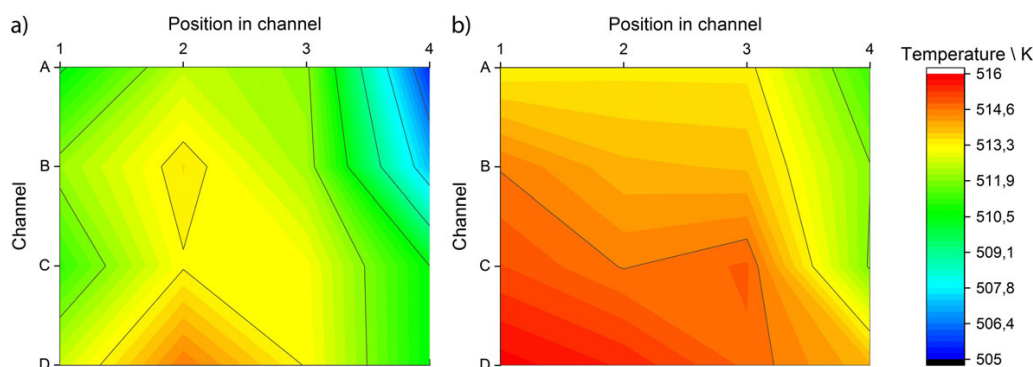 a)
Position in channel
1 2 3 4
Channel
A
B
C
D
b)
Position in channel
1 2 3 4
Channel
A
B
C
D
Temperature \ K
516
514,6
513,3
511,9
510,5
509,1
507,8
506,4
505